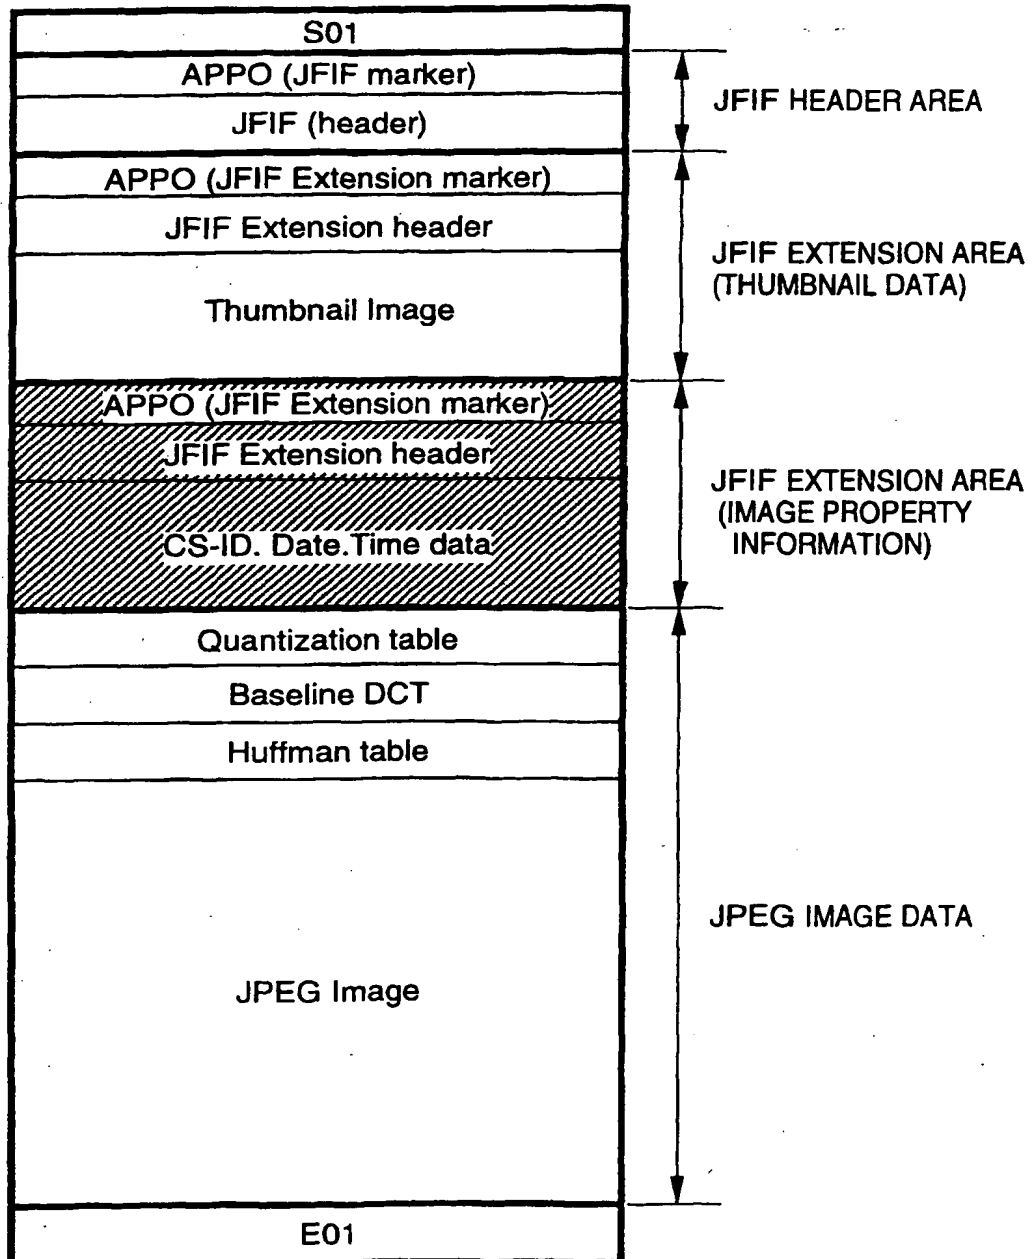 S01
APPO (JFIF marker)
JFIF (header)
JFIF HEADER AREA
APPO (JFIF Extension marker)
JFIF Extension header
Thumbnail Image
JFIF EXTENSION AREA
(THUMBNAIL DATA)
APPO (JFIF Extension marker)
JFIF Extension header
CS-ID. Date.Time data
JFIF EXTENSION AREA
(IMAGE PROPERTY
INFORMATION)
Quantization table
Baseline DCT
Huffman table
JPEG Image
JPEG IMAGE DATA
E01